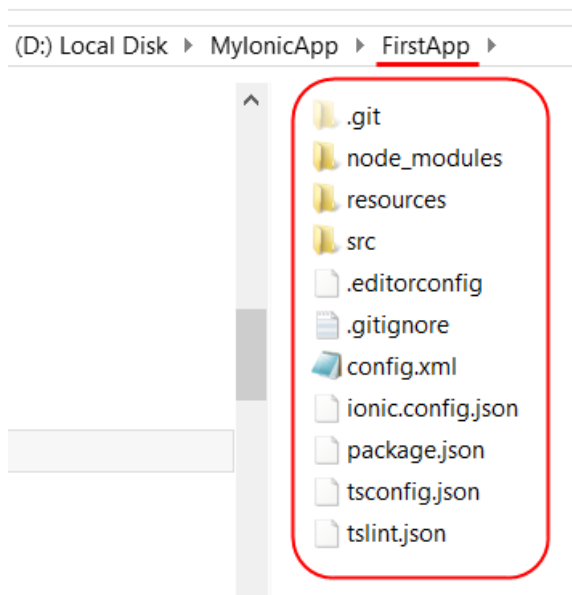 (D:) Local Disk MyIonicApp FirstApp
.git
node_modules
resources
src
.editorconfig
.gitignore
config.xml
ionic.config.json
package.json
tsconfig.json
tslint.json